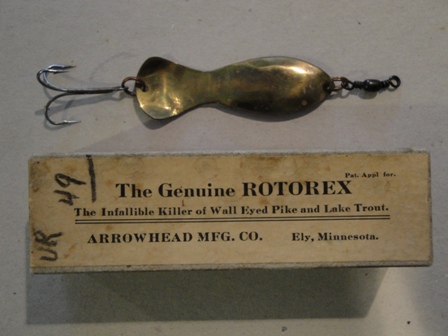 Pat. Appl for.
The Genuine ROTOREX
The Infallible Killer of Wall Eyed Pike and Lake Trout.
ARROWHEAD MFG. CO. Ely, Minnesota.
UR 49